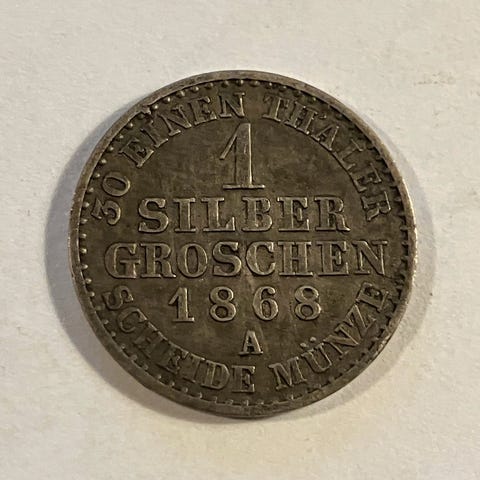 30 EINEN THALER
1
SILBER
GROSCHEN
1868
A
SCHEIDE MÜNZE